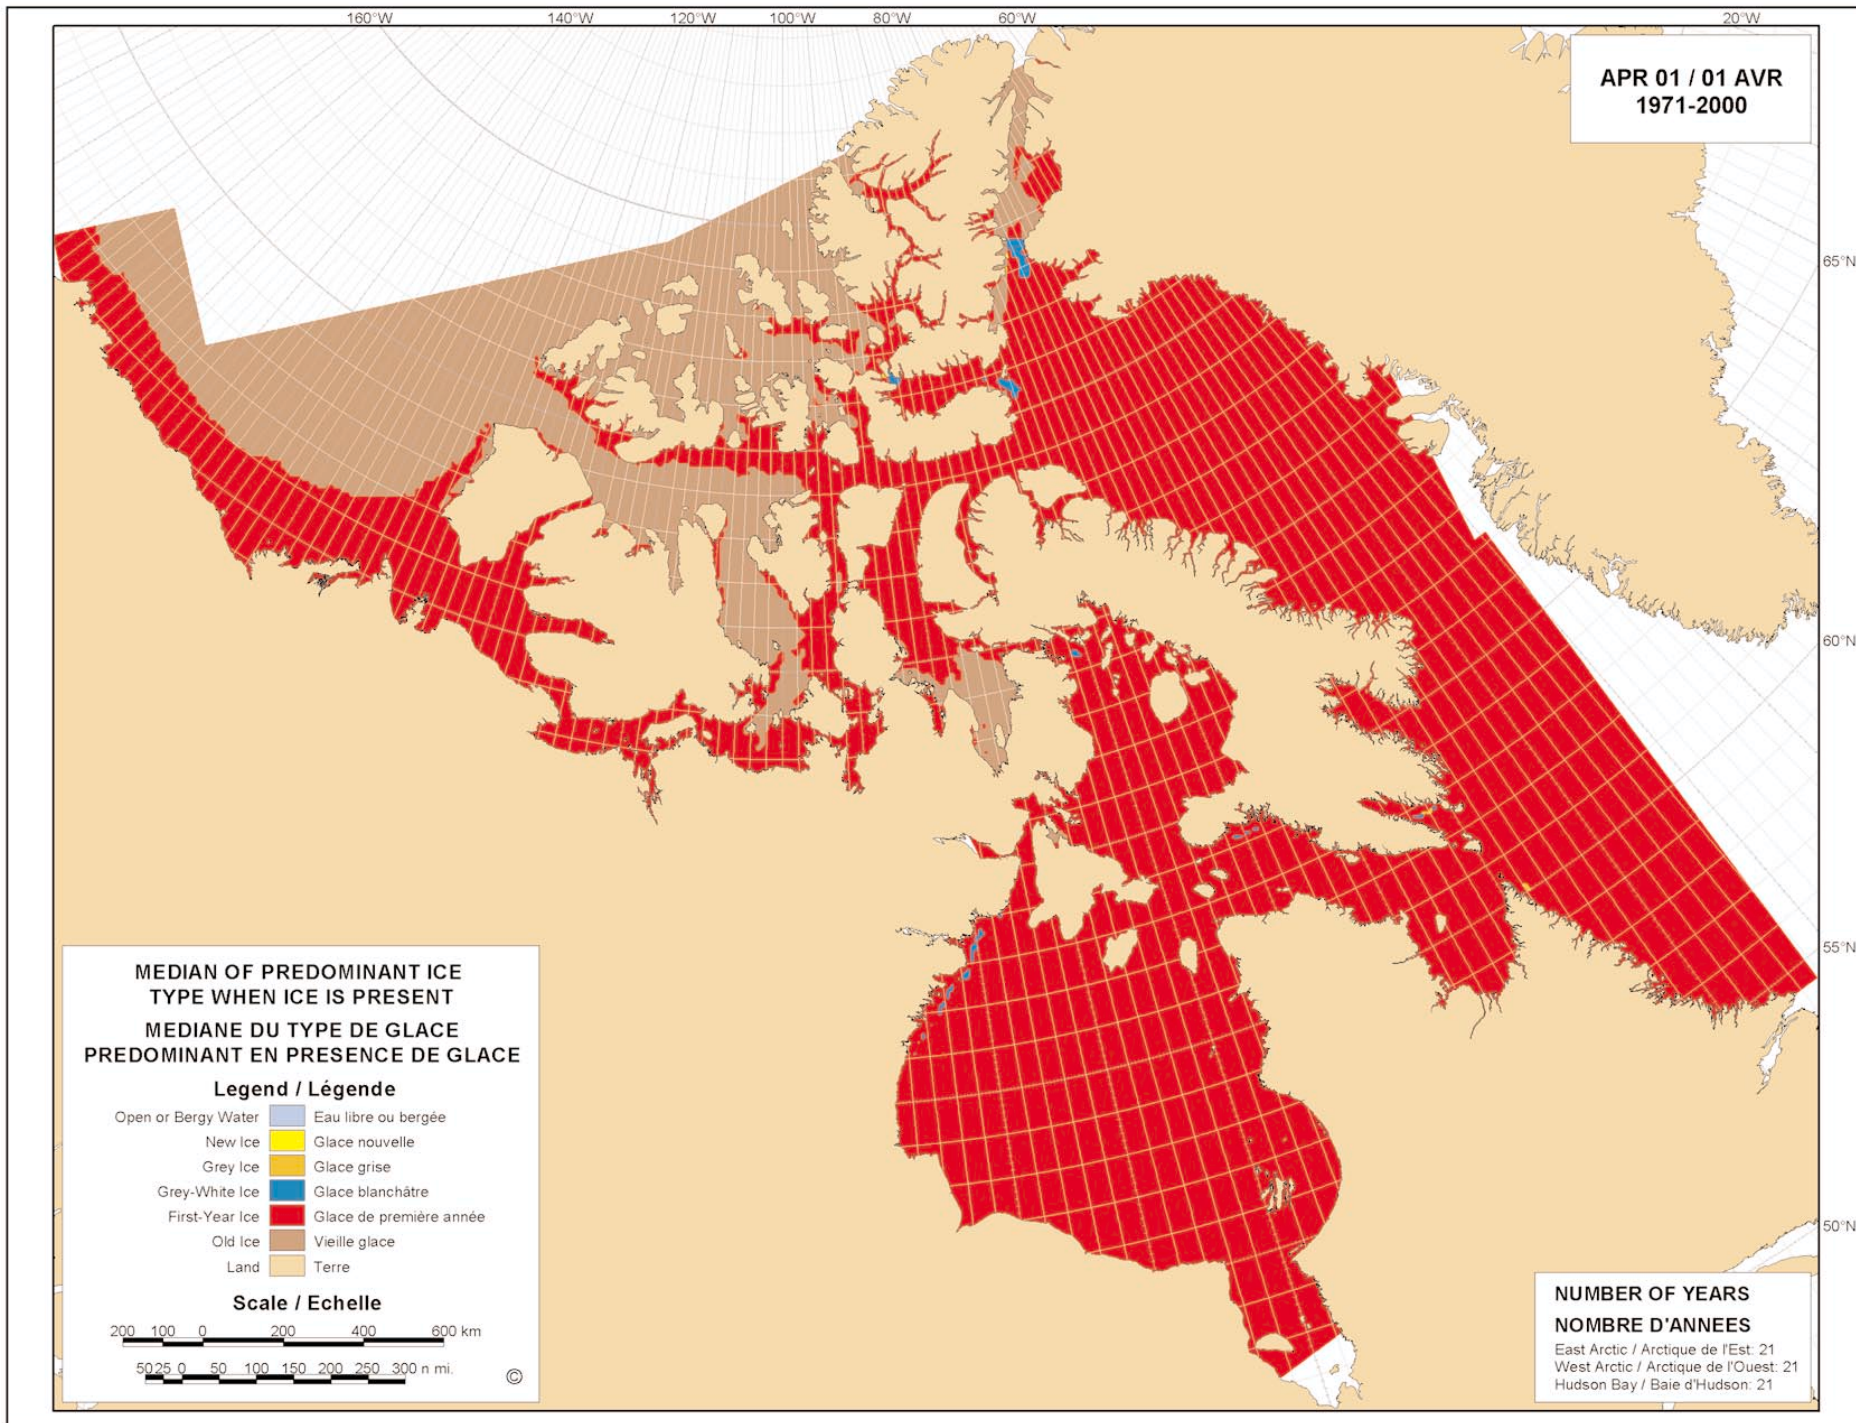 160°W 140°W 120°W 100°W 80°W 60°W 20°W
APR 01 / 01 AVR
1971-2000
65°N
60°N
55°N
50°N
MEDIAN OF PREDOMINANT ICE
TYPE WHEN ICE IS PRESENT
MEDIANE DU TYPE DE GLACE
PREDOMINANT EN PRESENCE DE GLACE
Legend / Légende
Open or Bergy Water Eau libre ou bergée
New Ice Glace nouvelle
Grey Ice Glace grise
Grey-White Ice Glace blanchâtre
First-Year Ice Glace de première année
Old Ice Vieille glace
Land Terre
Scale / Echelle
200 100 0 200 400 600 km
50 25 0 50 100 150 200 250 300 n mi.
©
NUMBER OF YEARS
NOMBRE D'ANNEES
East Arctic / Arctique de l'Est: 21
West Arctic / Arctique de l'Ouest: 21
Hudson Bay / Baie d'Hudson: 21